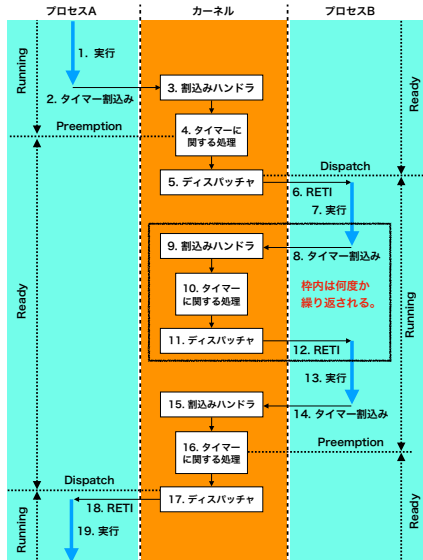 プロセスA
カーネル
プロセスB
Running
1. 実行
2. タイマー割込み
3. 割込みハンドラ
Ready
Preemption
4. タイマーに
関する処理
Dispatch
5. ディスパッチャ
6. RETI
7. 実行
8. タイマー割込み
9. 割込みハンドラ
Ready
10. タイマー
に関する処理
枠内は何度か
繰り返される。
Running
11. ディスパッチャ
12. RETI
13. 実行
14. タイマー割込み
15. 割込みハンドラ
Preemption
16. タイマー
に関する処理
Dispatch
17. ディスパッチャ
18. RETI
Ready
Running
19. 実行